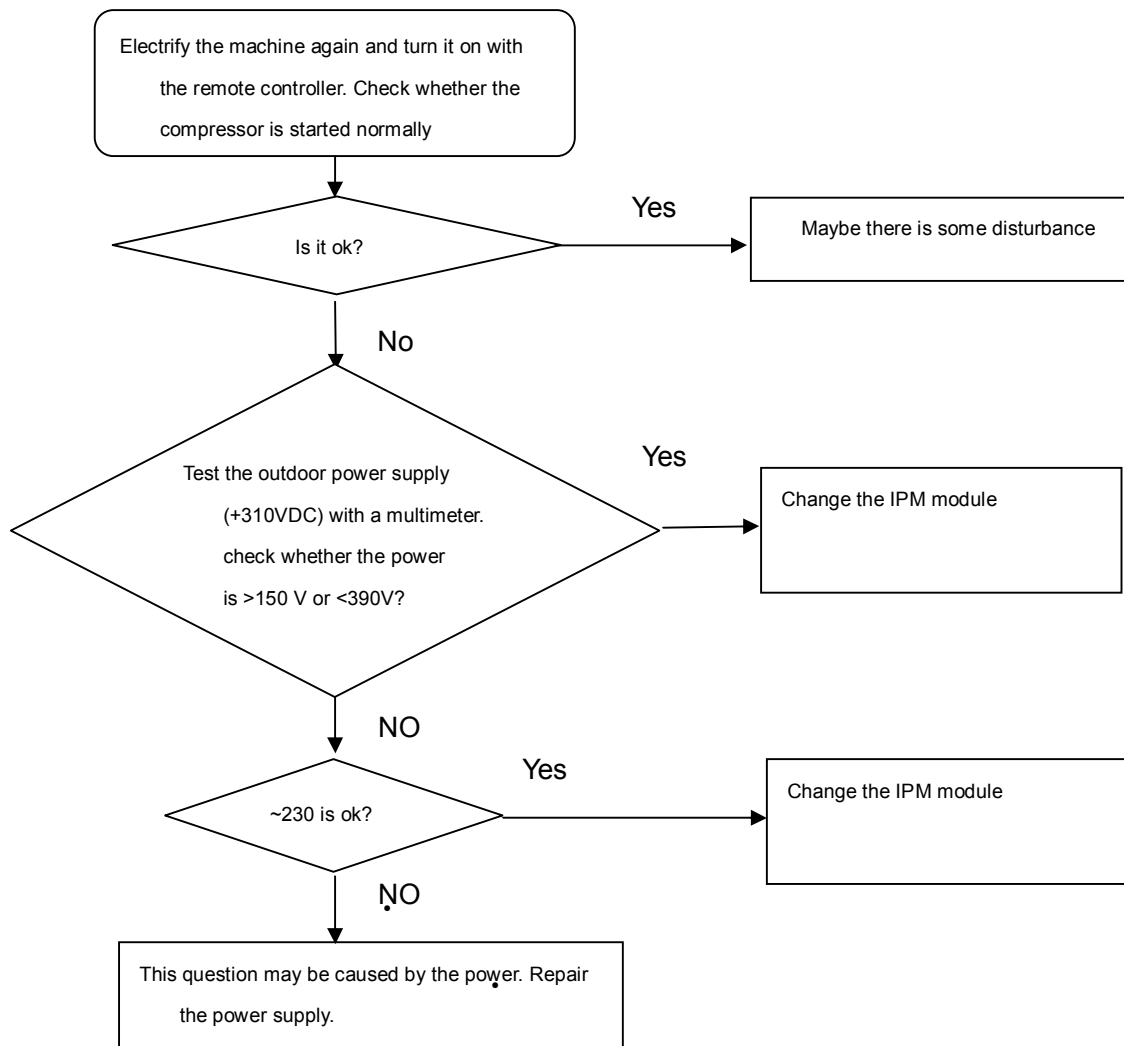 Electrify the machine again and turn it on with
the remote controller. Check whether the
compressor is started normally
Is it ok?
Yes
Maybe there is some disturbance
No
Test the outdoor power supply
(+310VDC) with a multimeter.
check whether the power
is >150 V or <390V?
Yes
Change the IPM module
NO
~230 is ok?
Yes
Change the IPM module
NO
This question may be caused by the power. Repair
the power supply.